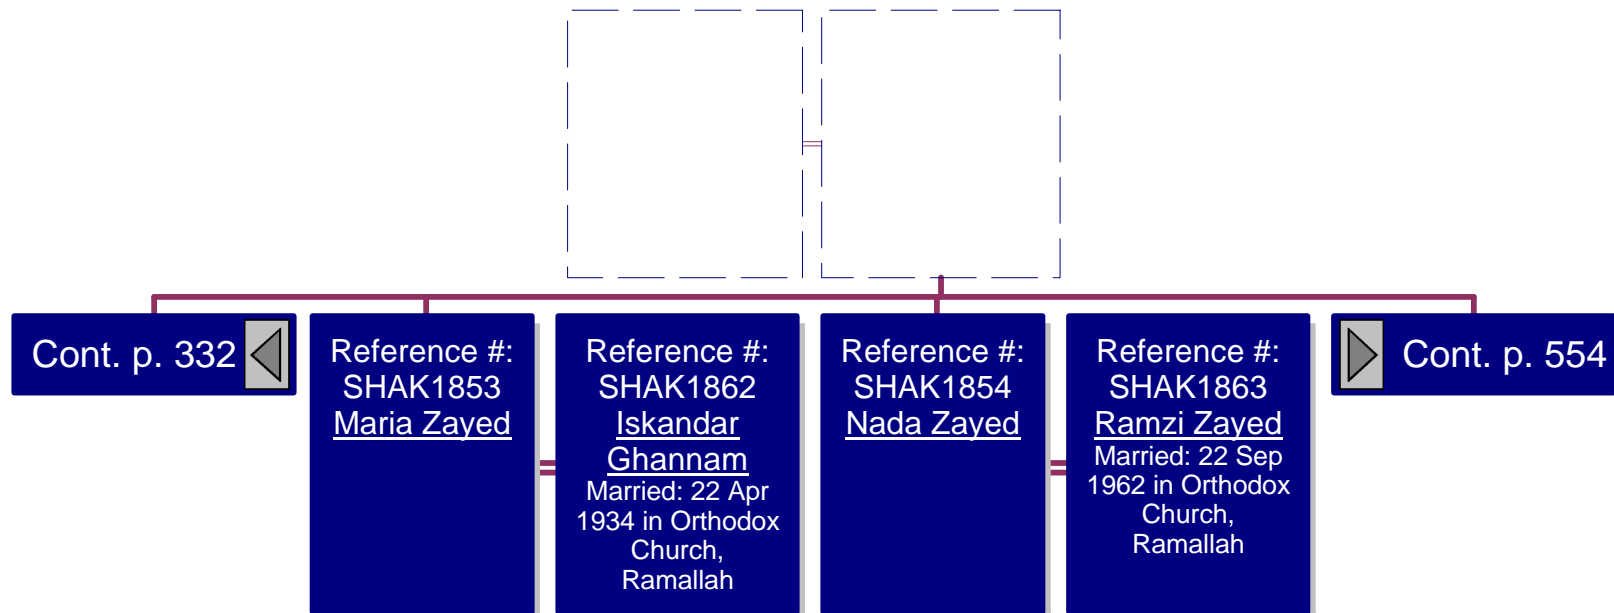 Cont. p. 332
Reference #:
SHAK1853
Maria Zayed
Reference #:
SHAK1862
Iskandar
Ghannam
Married: 22 Apr
1934 in Orthodox
Church,
Ramallah
Reference #:
SHAK1854
Nada Zayed
Reference #:
SHAK1863
Ramzi Zayed
Married: 22 Sep
1962 in Orthodox
Church,
Ramallah
Cont. p. 554